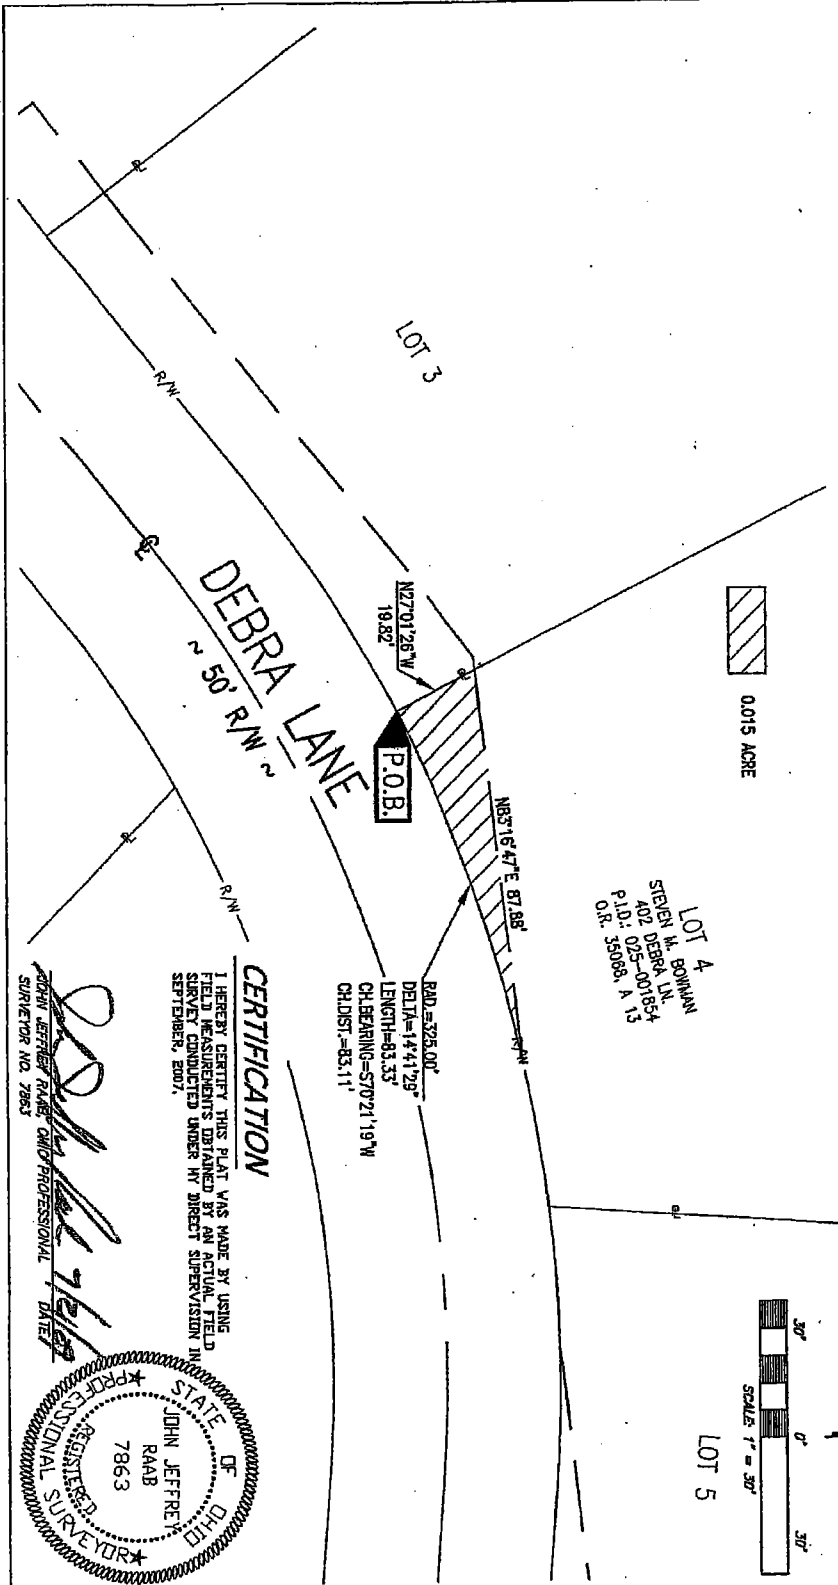 30'
0'
30'
SCALE: 1" = 30'
LOT 5
0.015 ACRE
LOT 4
STEVEN M. BOWMAN
402 DEBRA LN.
P.I.D.: 025-001854
O.R. 35068, A 13
LOT 3
N27°01'26"W
19.82'
N83°16'47"E 87.88'
P.O.B.
R/W
RAD.=325.00'
DELTA=14°41'29"
LENGTH=83.33'
CH.BEARING=S70°21'19"W
CH.DIST.=83.11'
R/W
DEBRA LANE
~ 50' R/W ~
R/W
CERTIFICATION
I HEREBY CERTIFY THIS PLAT WAS MADE BY USING
FIELD MEASUREMENTS OBTAINED BY AN ACTUAL FIELD
SURVEY CONDUCTED UNDER MY DIRECT SUPERVISION IN
SEPTEMBER, 2007.
JOHN JEFFREY RAAB, OHIO PROFESSIONAL DATE
SURVEYOR NO. 7863
STATE OF OHIO
JOHN JEFFREY
RAAB
7863
REGISTERED
PROFESSIONAL SURVEYOR